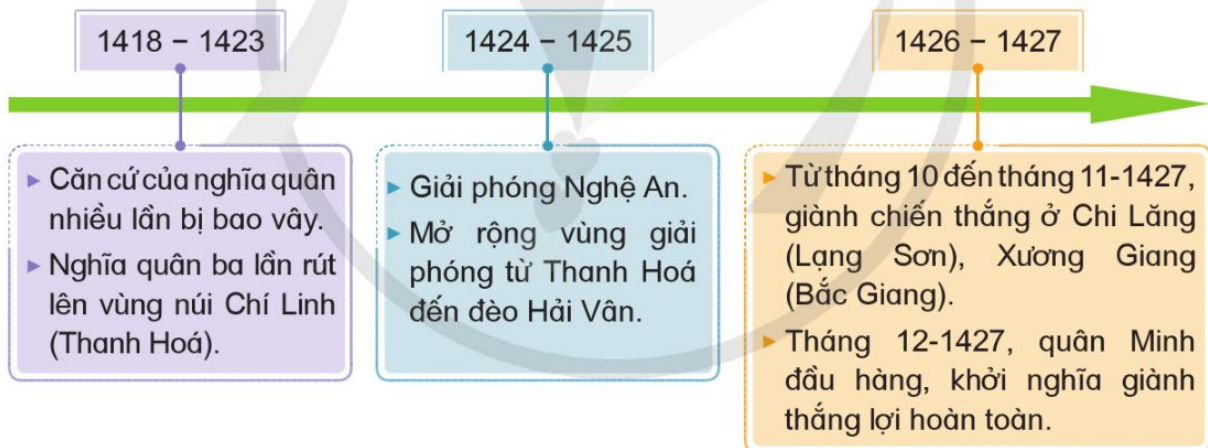 1418 – 1423
1424 – 1425
1426 – 1427
▸ Căn cứ của nghĩa quân
nhiều lần bị bao vây.
▸ Nghĩa quân ba lần rút
lên vùng núi Chí Linh
(Thanh Hoá).
▸ Giải phóng Nghệ An.
▸ Mở rộng vùng giải
phóng từ Thanh Hoá
đến đèo Hải Vân.
▸ Từ tháng 10 đến tháng 11-1427,
giành chiến thắng ở Chi Lăng
(Lạng Sơn), Xương Giang
(Bắc Giang).
▸ Tháng 12-1427, quân Minh
đầu hàng, khởi nghĩa giành
thắng lợi hoàn toàn.